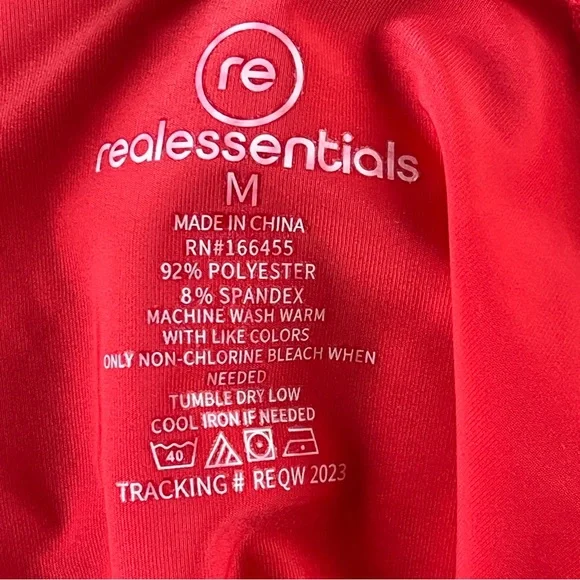 re
realessentials
M
MADE IN CHINA
RN#166455
92% POLYESTER
8% SPANDEX
MACHINE WASH WARM
WITH LIKE COLORS
ONLY NON-CHLORINE BLEACH WHEN
NEEDED
TUMBLE DRY LOW
COOL IRON IF NEEDED
40
TRACKING# REQW 2023